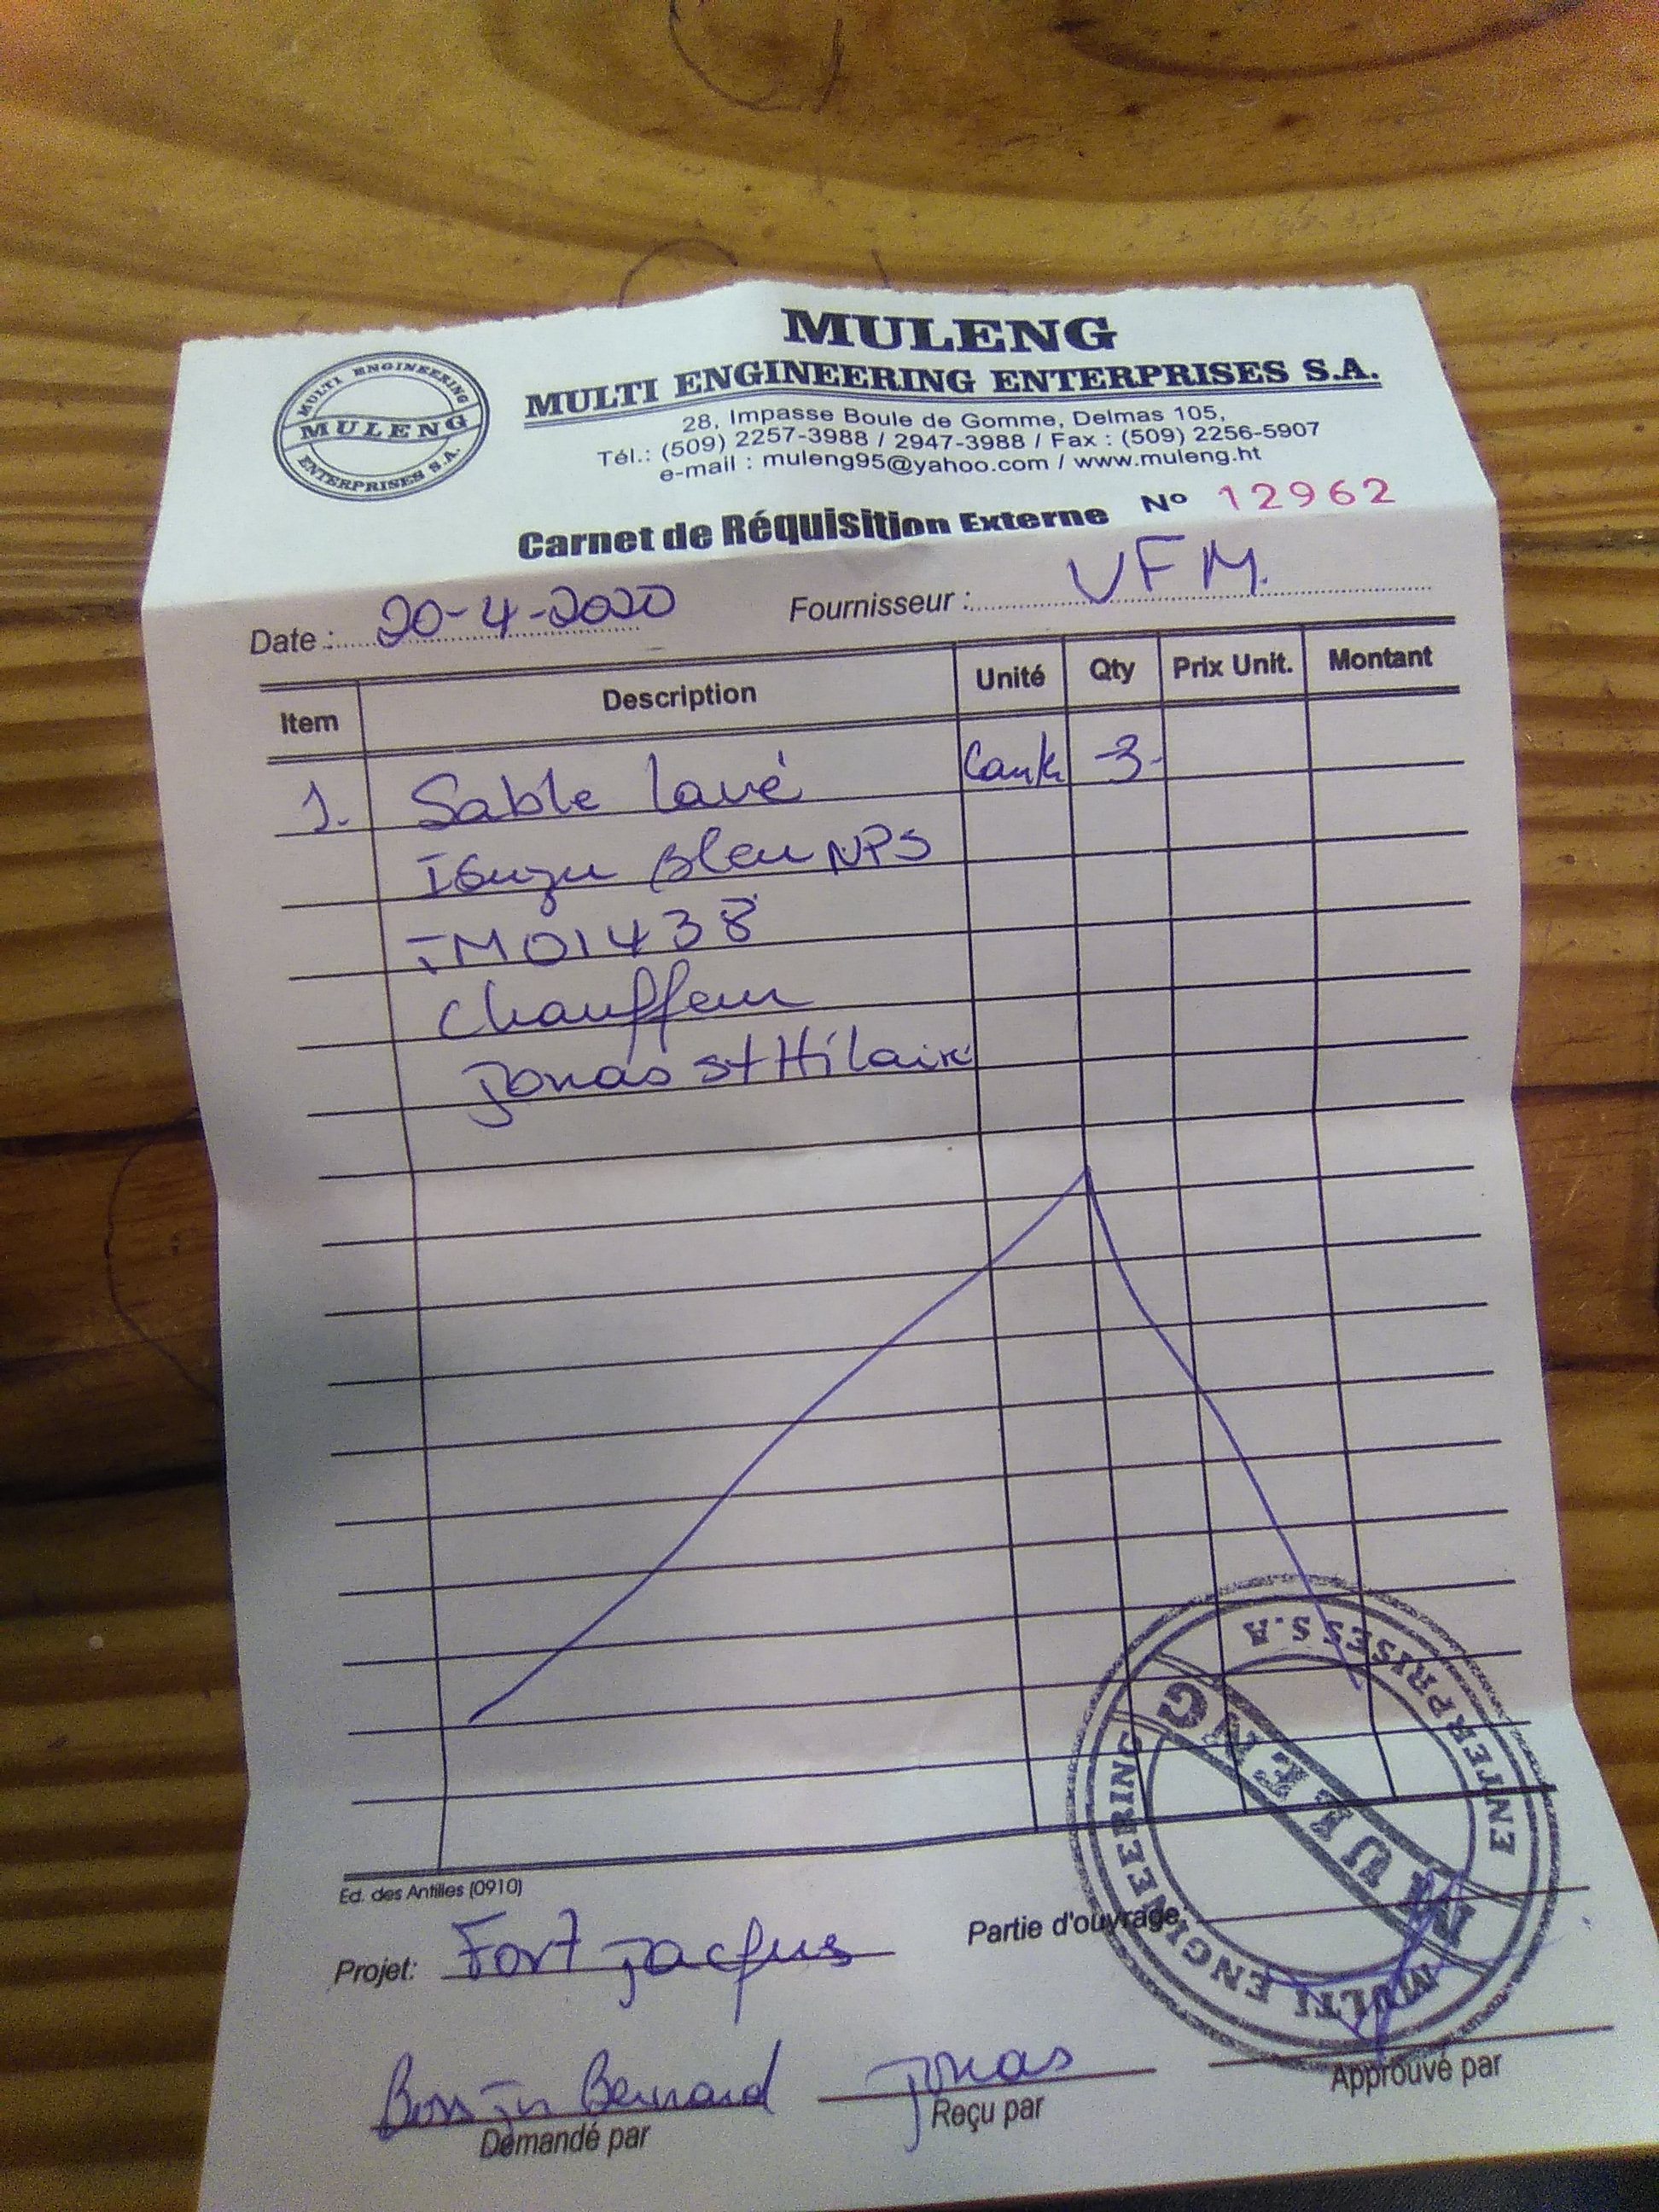 MULENG
MULTI ENGINEERING ENTERPRISES S.A.
MULTI ENGINEERING
MULENG
ENTERPRISES S.A.
28, Impasse Boule de Gomme, Delmas 105,
Tél.: (509) 2257-3988 / 2947-3988 / Fax : (509) 2256-5907
e-mail : muleng95@yahoo.com / www.muleng.ht
Carnet de Réquisition Externe Nº 12962
Date : 20-4-2020 Fournisseur : VFM.
Item Description Unité Qty Prix Unit. Montant
1. Sable lavé 3
Isuzu Bleu NPS
01438
Chauffeur
Jonas st Hilaire
Ed. des Antilles (0910)
Projet: Fort Jacques Partie d'ouvrage:
Bernard Jonas
Demandé par Reçu par Approuvé par
MULTI ENGINEERING
MULENG
ENTERPRISES S.A